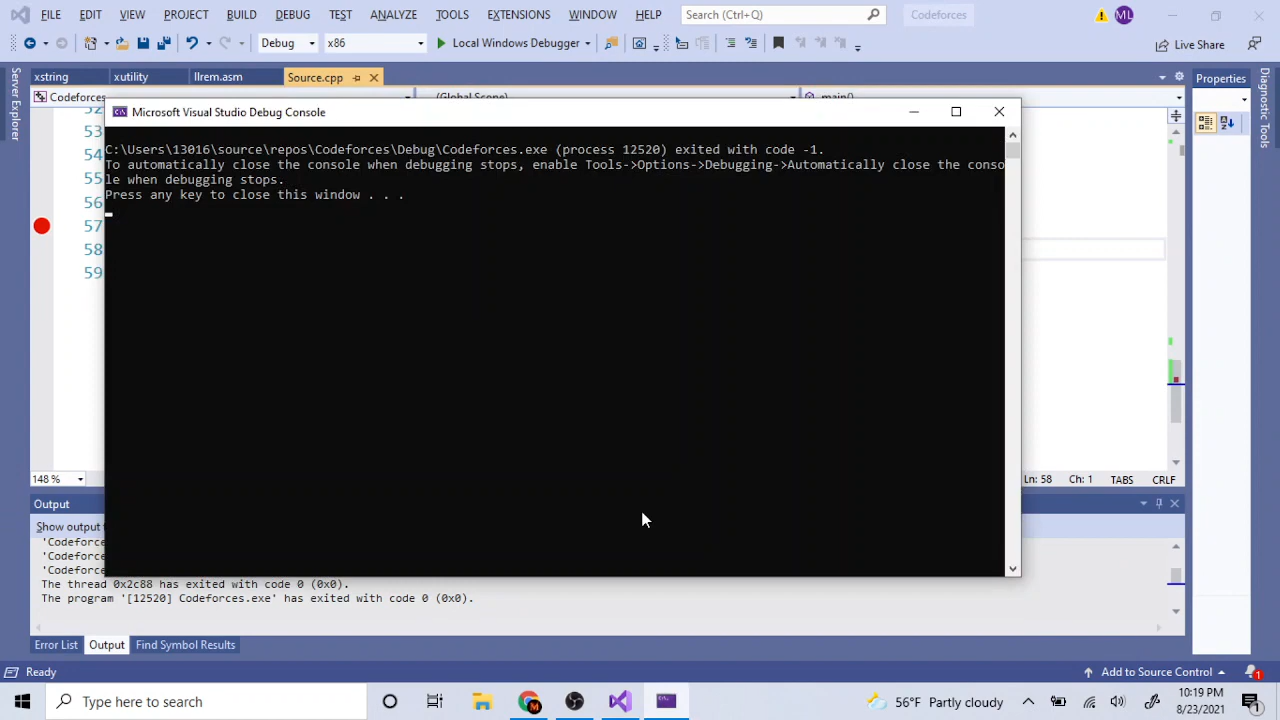 FILE EDIT VIEW PROJECT BUILD DEBUG TEST ANALYZE TOOLS EXTENSIONS WINDOW HELP Search (Ctrl+Q) Codeforces ML
Debug x86 Local Windows Debugger Live Share
xstring xutility llrem.asm Source.cpp Properties
Codeforces (Global Scope) main()
Server Explorer
Diagnostic Tools
Microsoft Visual Studio Debug Console
C:\Users\13016\source\repos\Codeforces\Debug\Codeforces.exe (process 12520) exited with code -1.
To automatically close the console when debugging stops, enable Tools->Options->Debugging->Automatically close the conso
le when debugging stops.
Press any key to close this window . . .
52
53
54
55
56
57
58
59
148 % Ln: 58 Ch: 1 TABS CRLF
Output
Show output
'Codeforce
'Codeforce
'Codeforce
The thread 0x2c88 has exited with code 0 (0x0).
The program '[12520] Codeforces.exe' has exited with code 0 (0x0).
Error List Output Find Symbol Results
Ready Add to Source Control 1
Type here to search 56°F Partly cloudy 10:19 PM
8/23/2021 1